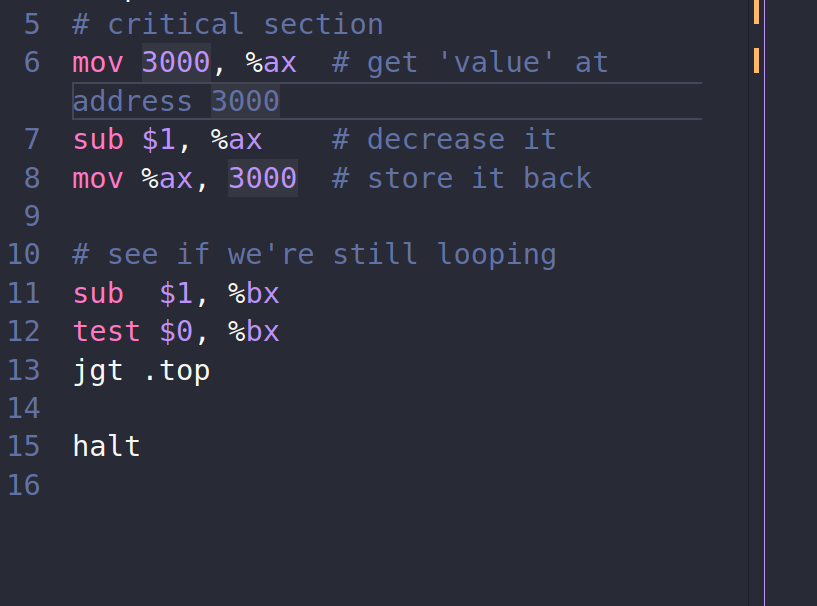 5 # critical section
6 mov 3000, %ax  # get 'value' at
address 3000
7 sub $1, %ax    # decrease it
8 mov %ax, 3000  # store it back
9
10 # see if we're still looping
11 sub  $1, %bx
12 test $0, %bx
13 jgt .top
14
15 halt
16